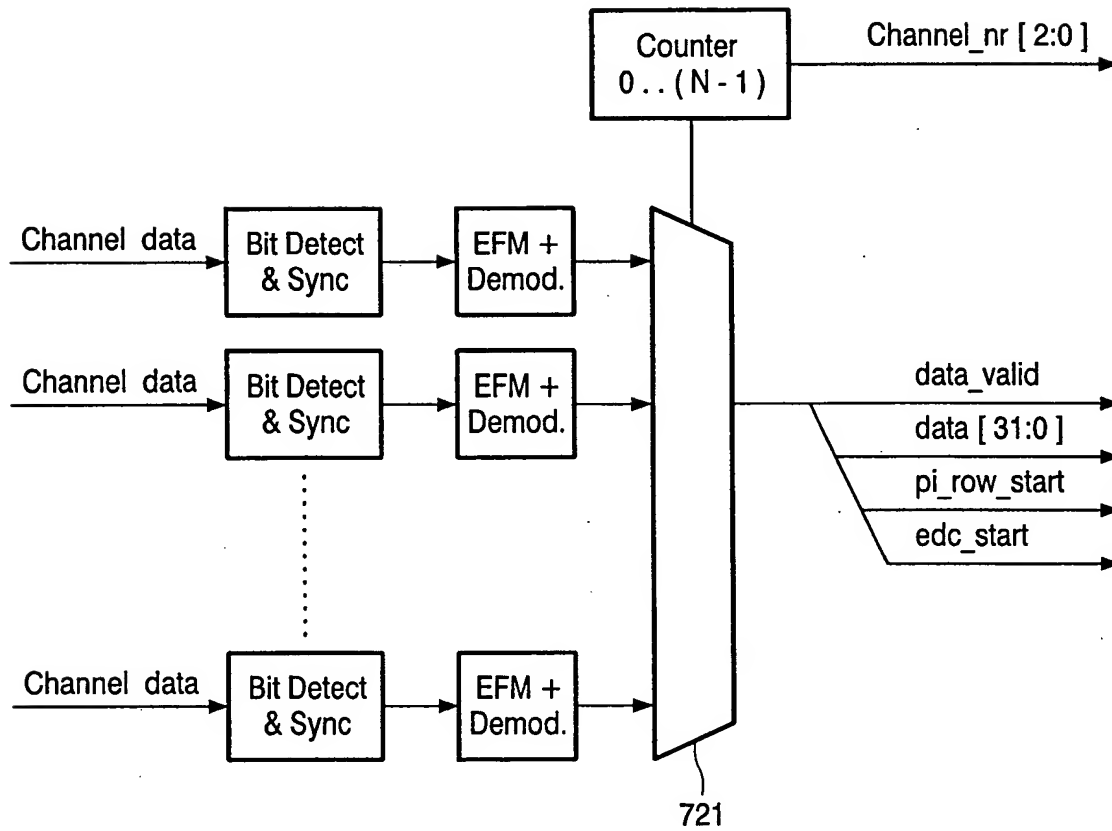 Counter
0 . . ( N - 1 )
Channel_nr [ 2:0 ]
Channel data
Bit Detect
& Sync
EFM +
Demod.
Channel data
Bit Detect
& Sync
EFM +
Demod.
data_valid
data [ 31:0 ]
pi_row_start
edc_start
Channel data
Bit Detect
& Sync
EFM +
Demod.
721